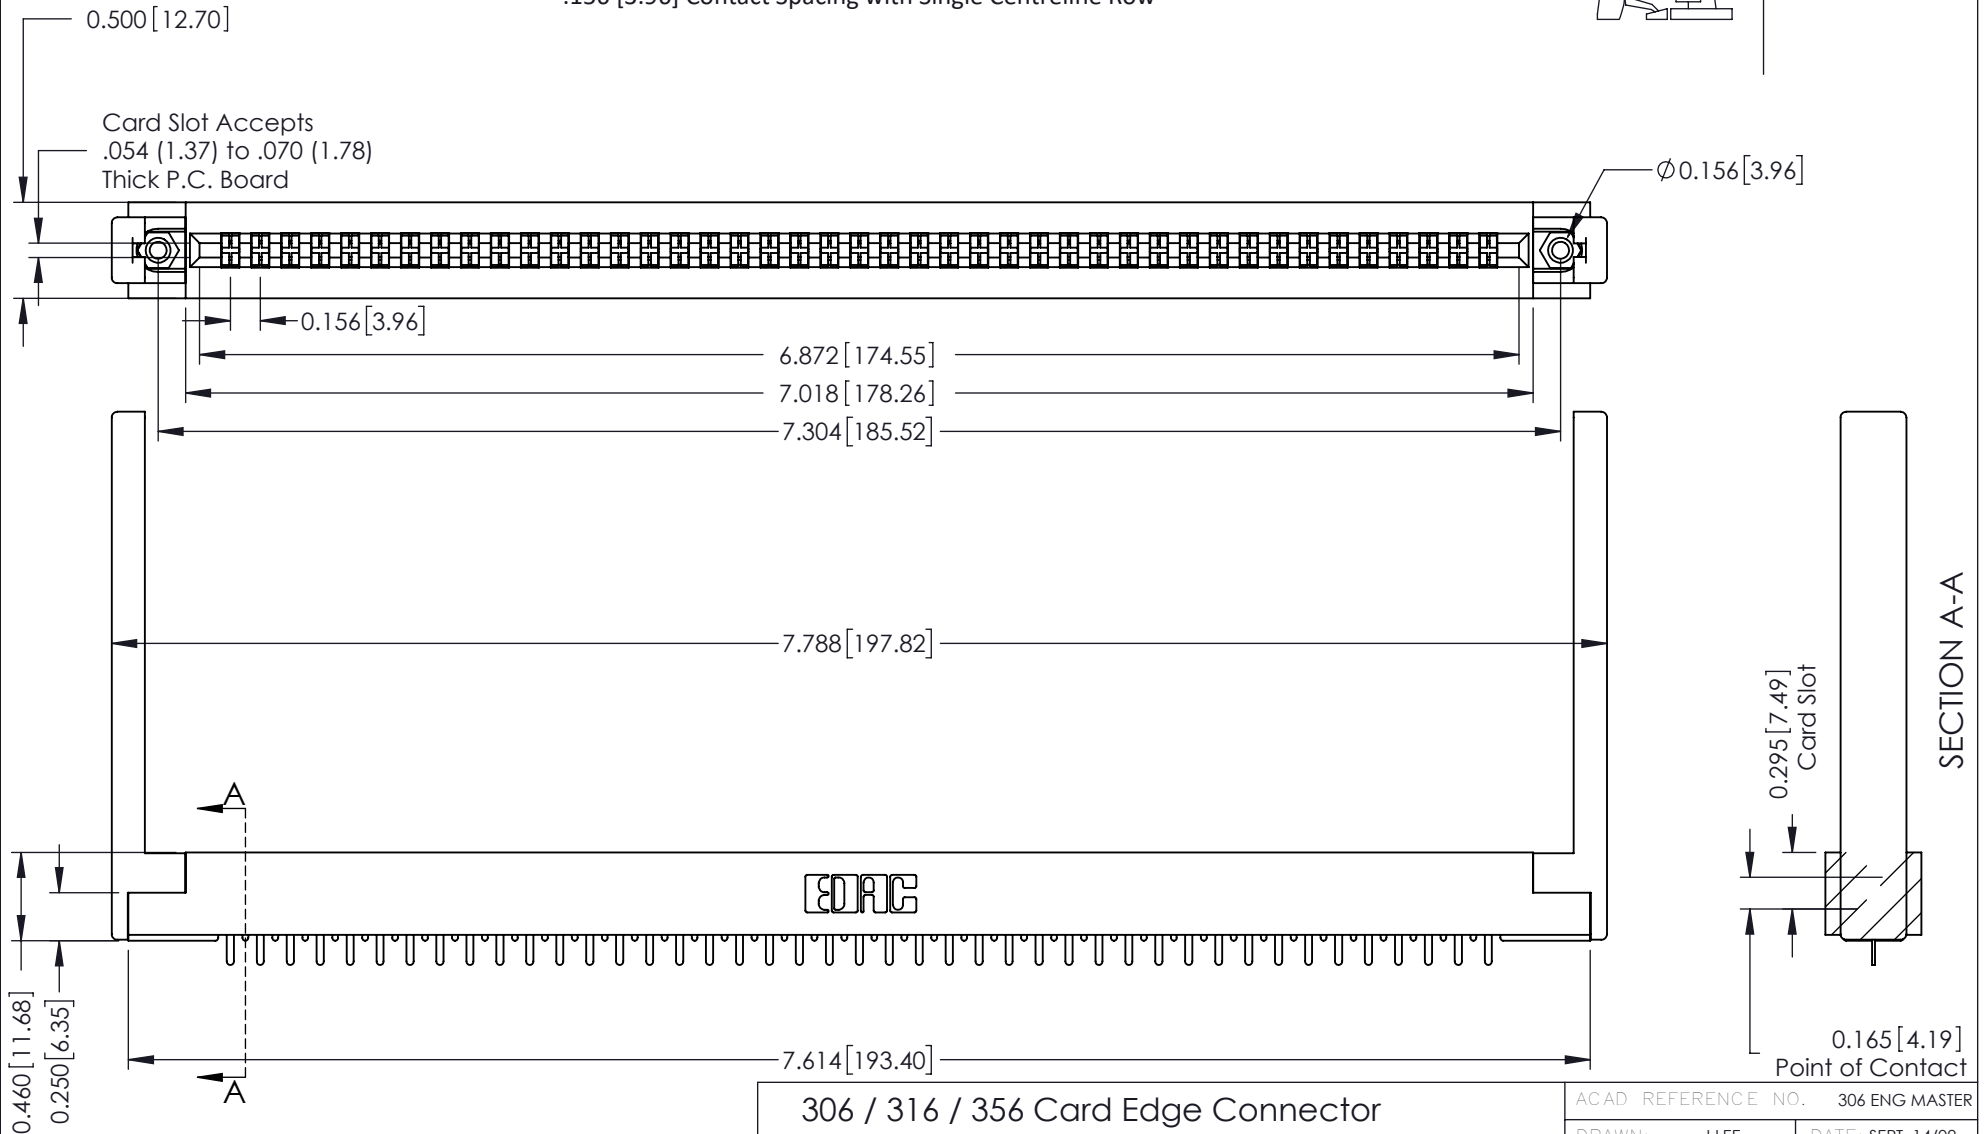 .156 [3.96] Contact Spacing with Single Centreline Row
0.500 [12.70]
Card Slot Accepts
.054 (1.37) to .070 (1.78)
Thick P.C. Board
Ø0.156[3.96]
0.156[3.96]
6.872[174.55]
7.018[178.26]
7.304[185.52]
7.788[197.82]
A
EDAC
A
7.614[193.40]
0.460[11.68]
0.250[6.35]
0.295[7.49]
Card Slot
SECTION A-A
0.165[4.19]
Point of Contact
306 / 316 / 356 Card Edge Connector
ACAD REFERENCE NO. 306 ENG MASTER
DRAWN:
DATE: SEPT.